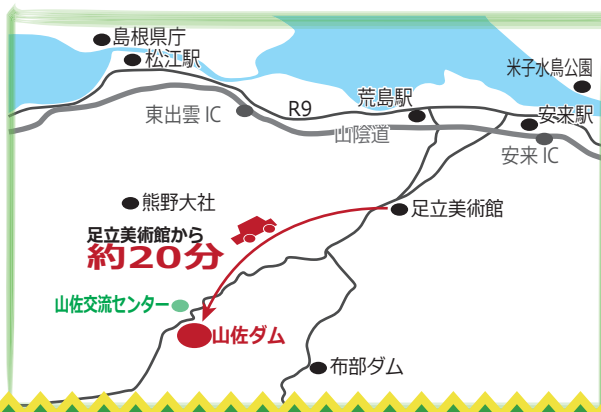 島根県庁
松江駅
米子水鳥公園
荒島駅
R9
東出雲 IC
安来駅
山陰道
安来 IC
熊野大社
足立美術館
足立美術館から
約20分
山佐交流センター
山佐ダム
布部ダム